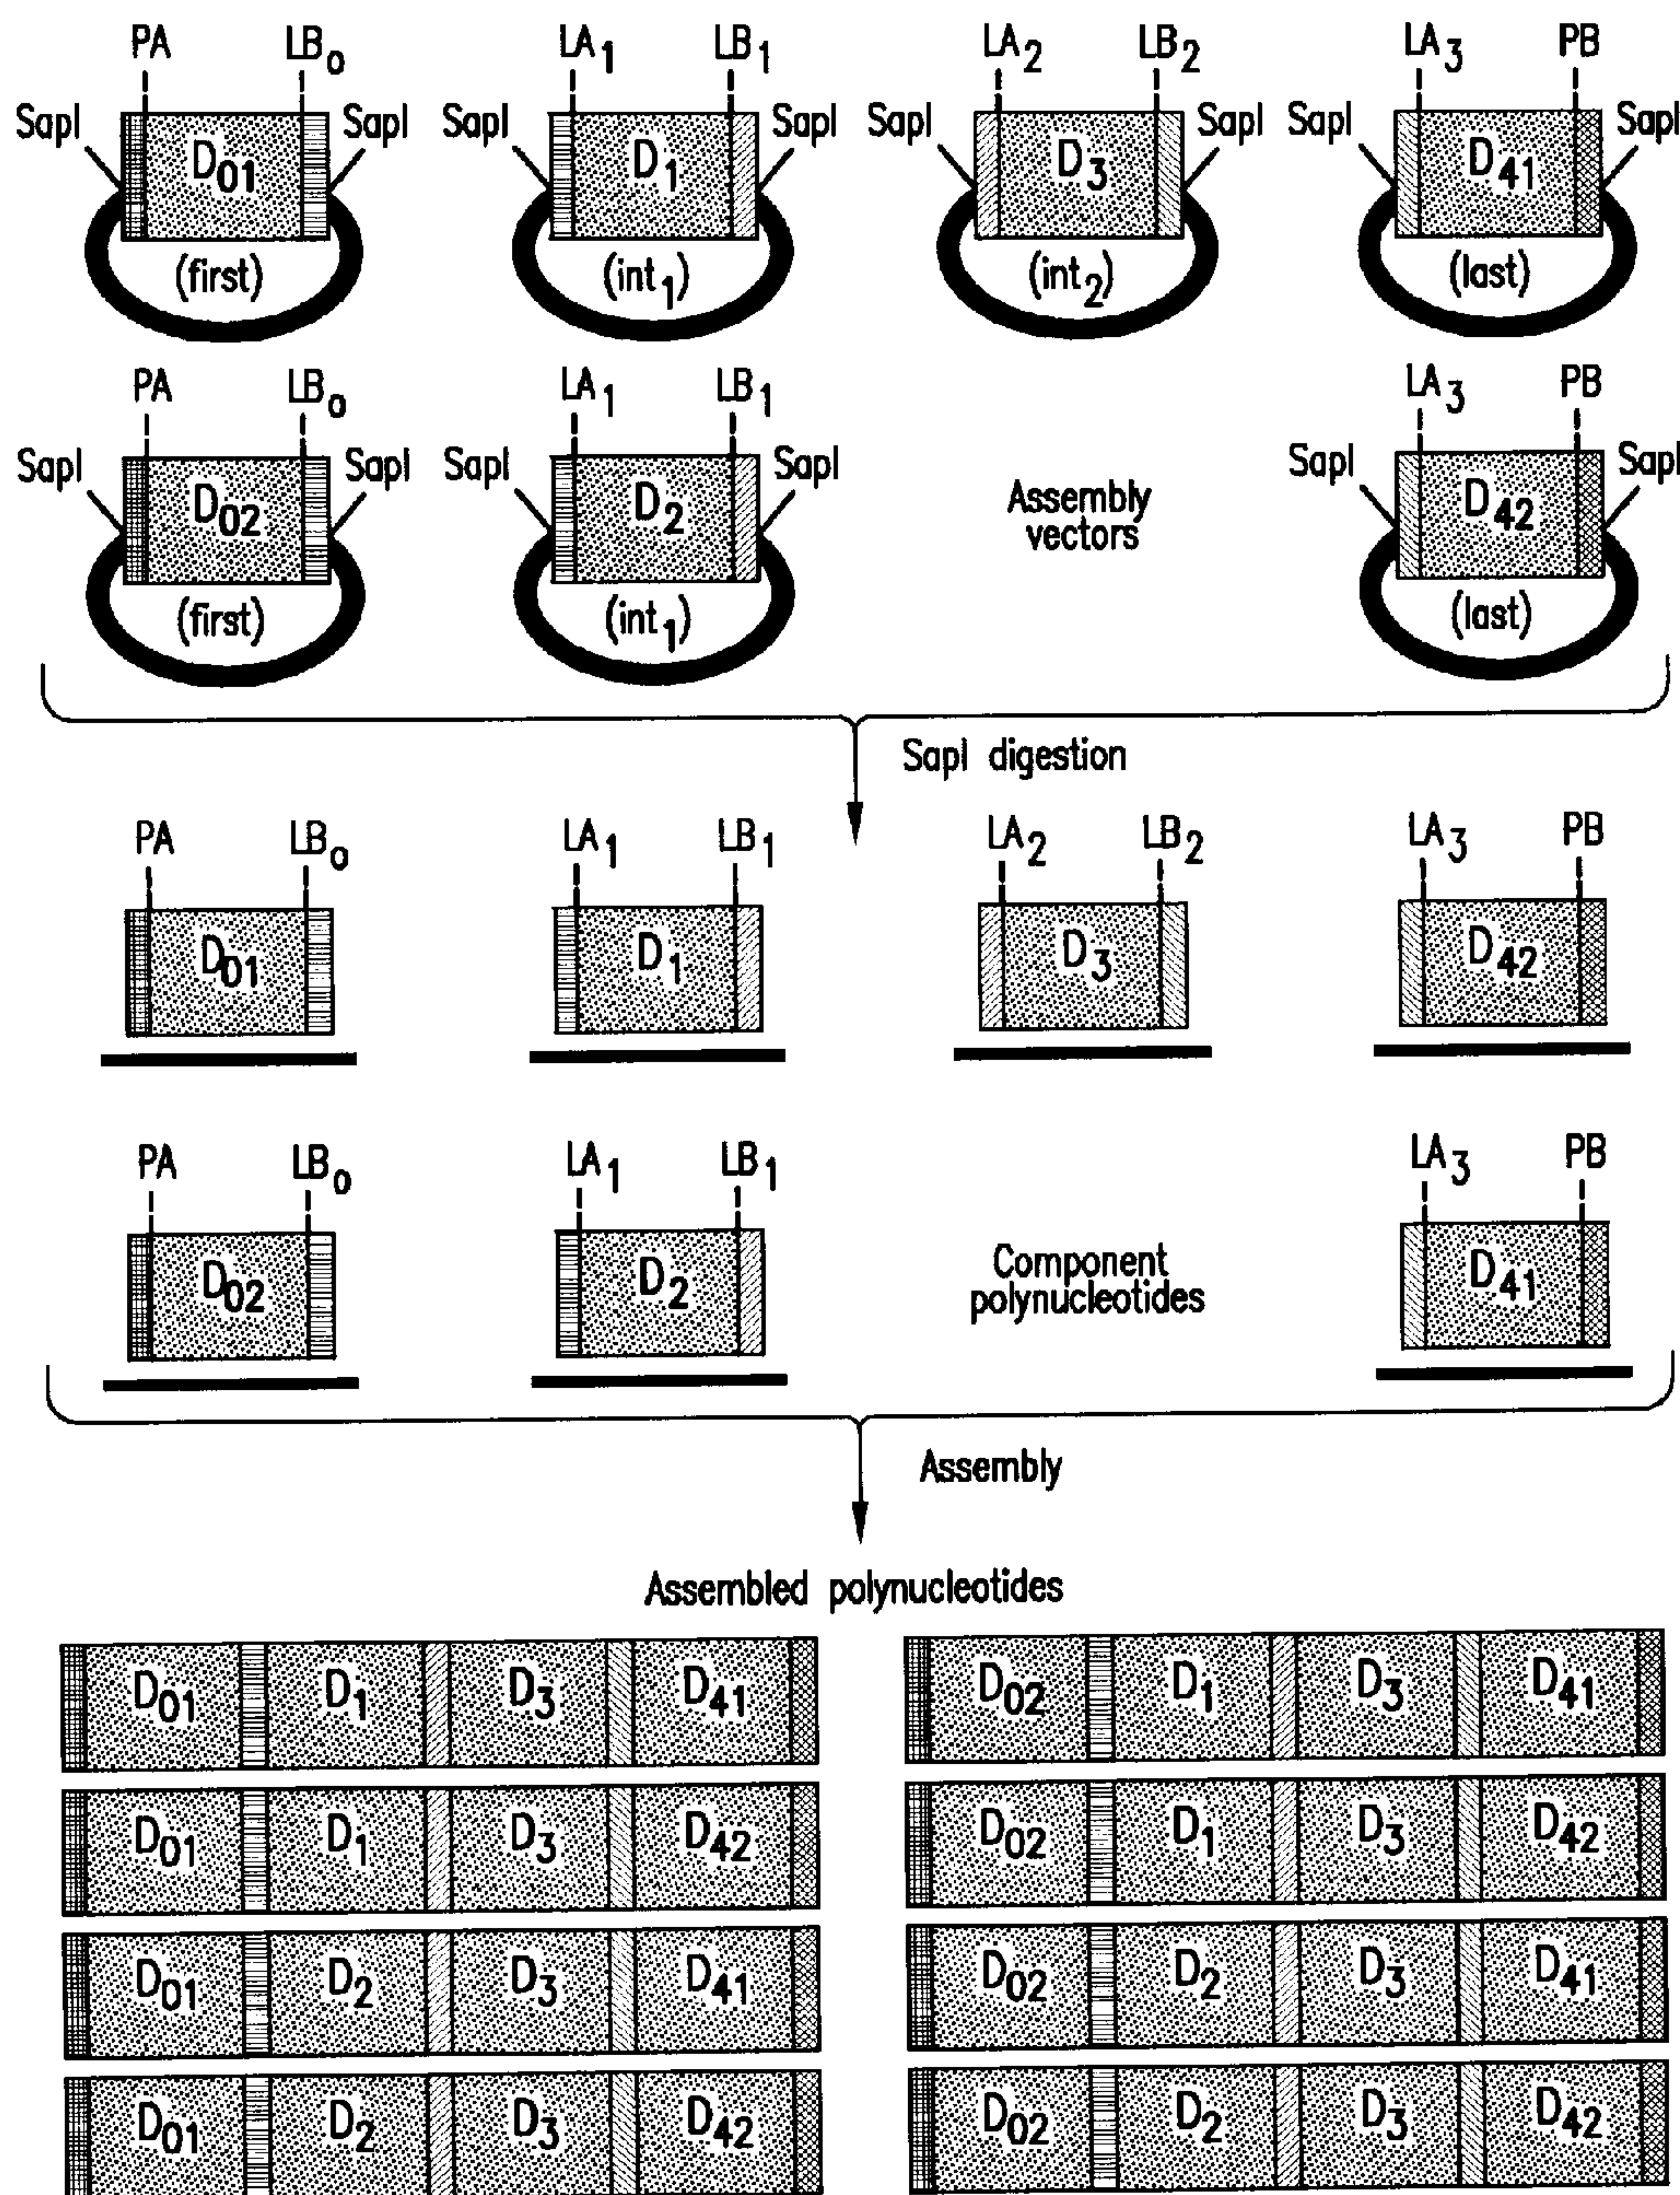 PA LB₀ LA₁ LB₁ LA₂ LB₂ LA₃ PB
SapI SapI SapI SapI SapI SapI SapI SapI
D₀₁ D₁ D₃ D₄₁
(first) (int₁) (int₂) (last)
PA LB₀ LA₁ LB₁ LA₃ PB
SapI SapI SapI SapI SapI SapI
D₀₂ D₂ D₄₂
Assembly
vectors
(first) (int₁) (last)
SapI digestion
PA LB₀ LA₁ LB₁ LA₂ LB₂ LA₃ PB
D₀₁ D₁ D₃ D₄₂
PA LB₀ LA₁ LB₁ LA₃ PB
D₀₂ D₂ D₄₁
Component
polynucleotides
Assembly
Assembled polynucleotides
D₀₁ D₁ D₃ D₄₁ D₀₂ D₁ D₃ D₄₁
D₀₁ D₁ D₃ D₄₂ D₀₂ D₁ D₃ D₄₂
D₀₁ D₂ D₃ D₄₁ D₀₂ D₂ D₃ D₄₁
D₀₁ D₂ D₃ D₄₂ D₀₂ D₂ D₃ D₄₂